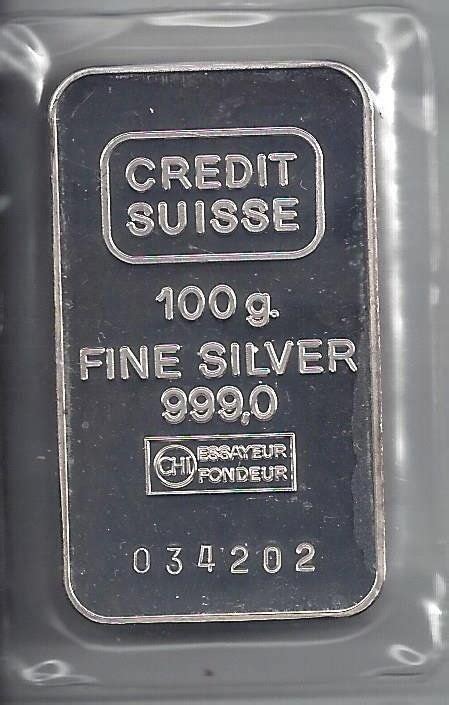 CREDIT
SUISSE
100 g.
FINE SILVER
999,0
CHI ESSAYEUR
FONDEUR
034202